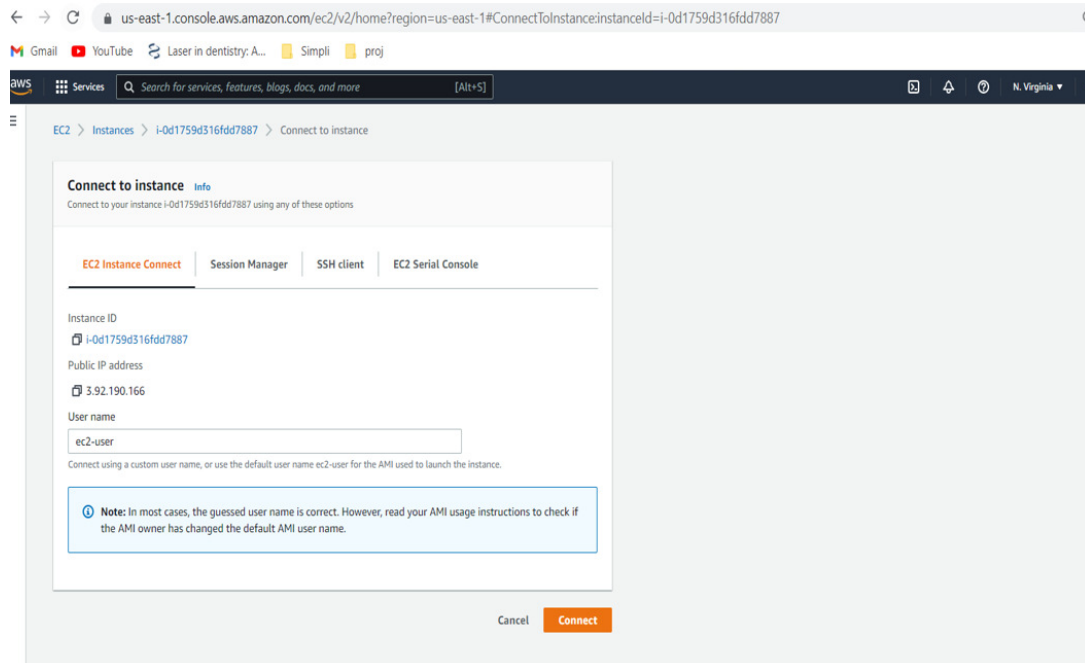 us-east-1.console.aws.amazon.com/ec2/v2/home?region=us-east-1#ConnectToInstance:instanceId=i-0d1759d316fdd7887
Gmail YouTube Laser in dentistry: A... Simpli proj
aws Services Search for services, features, blogs, docs, and more [Alt+S] N. Virginia
EC2 > Instances > i-0d1759d316fdd7887 > Connect to instance
Connect to instance Info
Connect to your instance i-0d1759d316fdd7887 using any of these options
EC2 Instance Connect Session Manager SSH client EC2 Serial Console
Instance ID
i-0d1759d316fdd7887
Public IP address
3.92.190.166
User name
ec2-user
Connect using a custom user name, or use the default user name ec2-user for the AMI used to launch the instance.
Note: In most cases, the guessed user name is correct. However, read your AMI usage instructions to check if
the AMI owner has changed the default AMI user name.
Cancel Connect